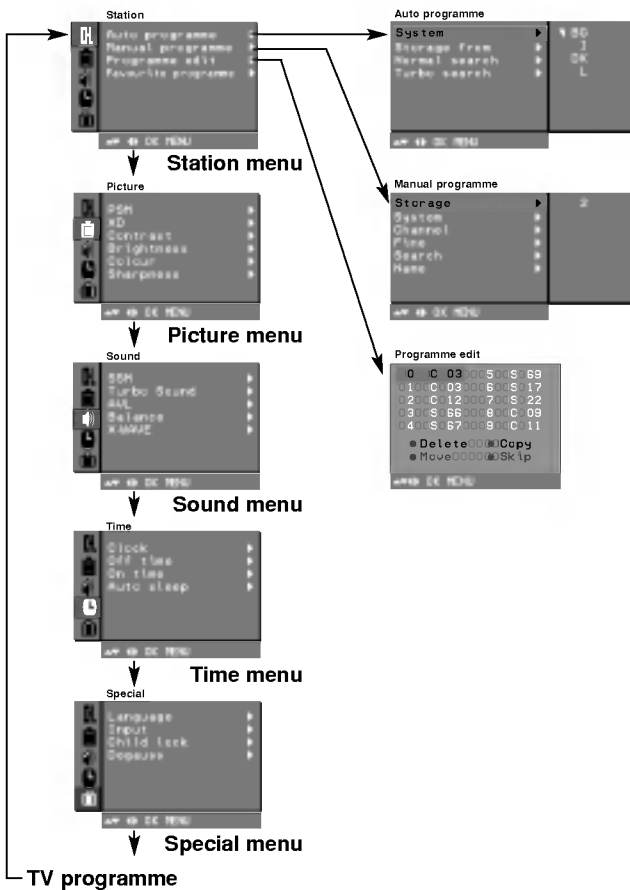 Station
Auto programme
Manual programme
Programme edit
Favourite programme
OK MENU
Station menu
Picture
PSM
XD
Contrast
Brightness
Colour
Sharpness
OK MENU
Picture menu
Sound
SSM
Turbo Sound
AVL
Balance
X-WAVE
OK MENU
Sound menu
Time
Clock
Off time
On time
Auto sleep
OK MENU
Time menu
Special
Language
Input
Child lock
Degauss
OK MENU
Special menu
TV programme
Auto programme
System BG
Storage from I
Normal search DK
Turbo search L
OK MENU
Manual programme
Storage 2
System
Channel
Fine
Search
Name
OK MENU
Programme edit
0 C 03 5 S 69
1 C 03 6 S 17
2 C 12 7 S 22
3 S 66 8 C 09
4 S 67 9 C 11
Delete Copy
Move Skip
OK MENU